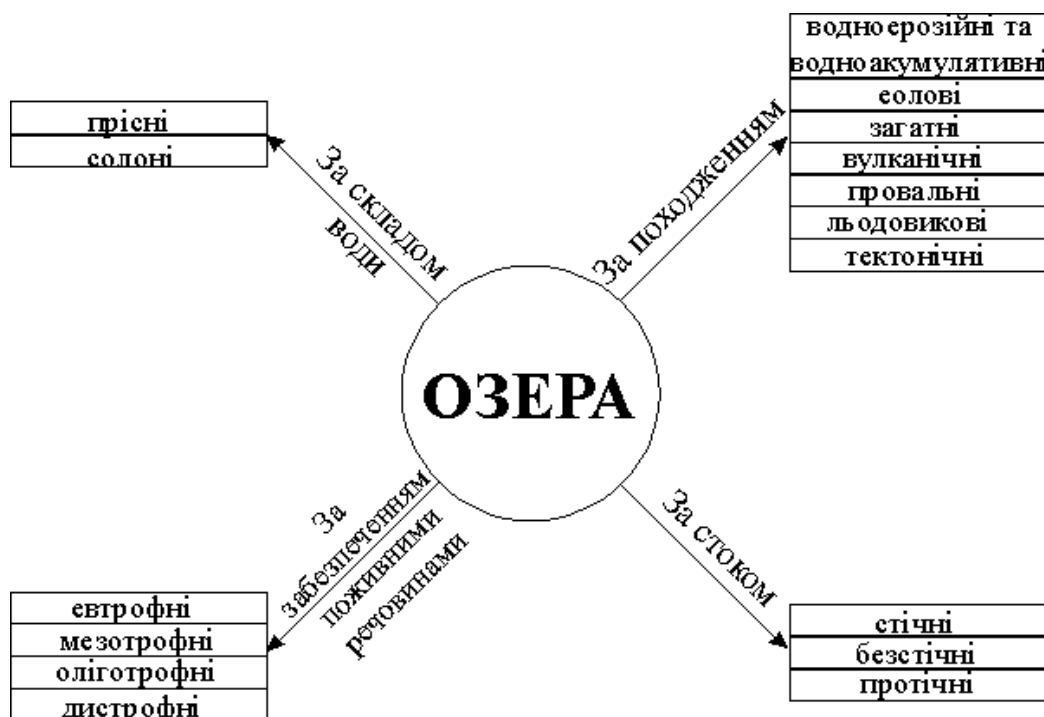 прісні
солоні
За складом
води
водноерозійні та
водноакумулятивні
еолові
загатні
вулканічні
провальні
льодовикові
тектонічні
За походженням
ОЗЕРА
За
забезпеченням
поживними
речовинами
евтрофні
мезотрофні
оліготрофні
дистрофні
За стоком
стічні
безстічні
протічні